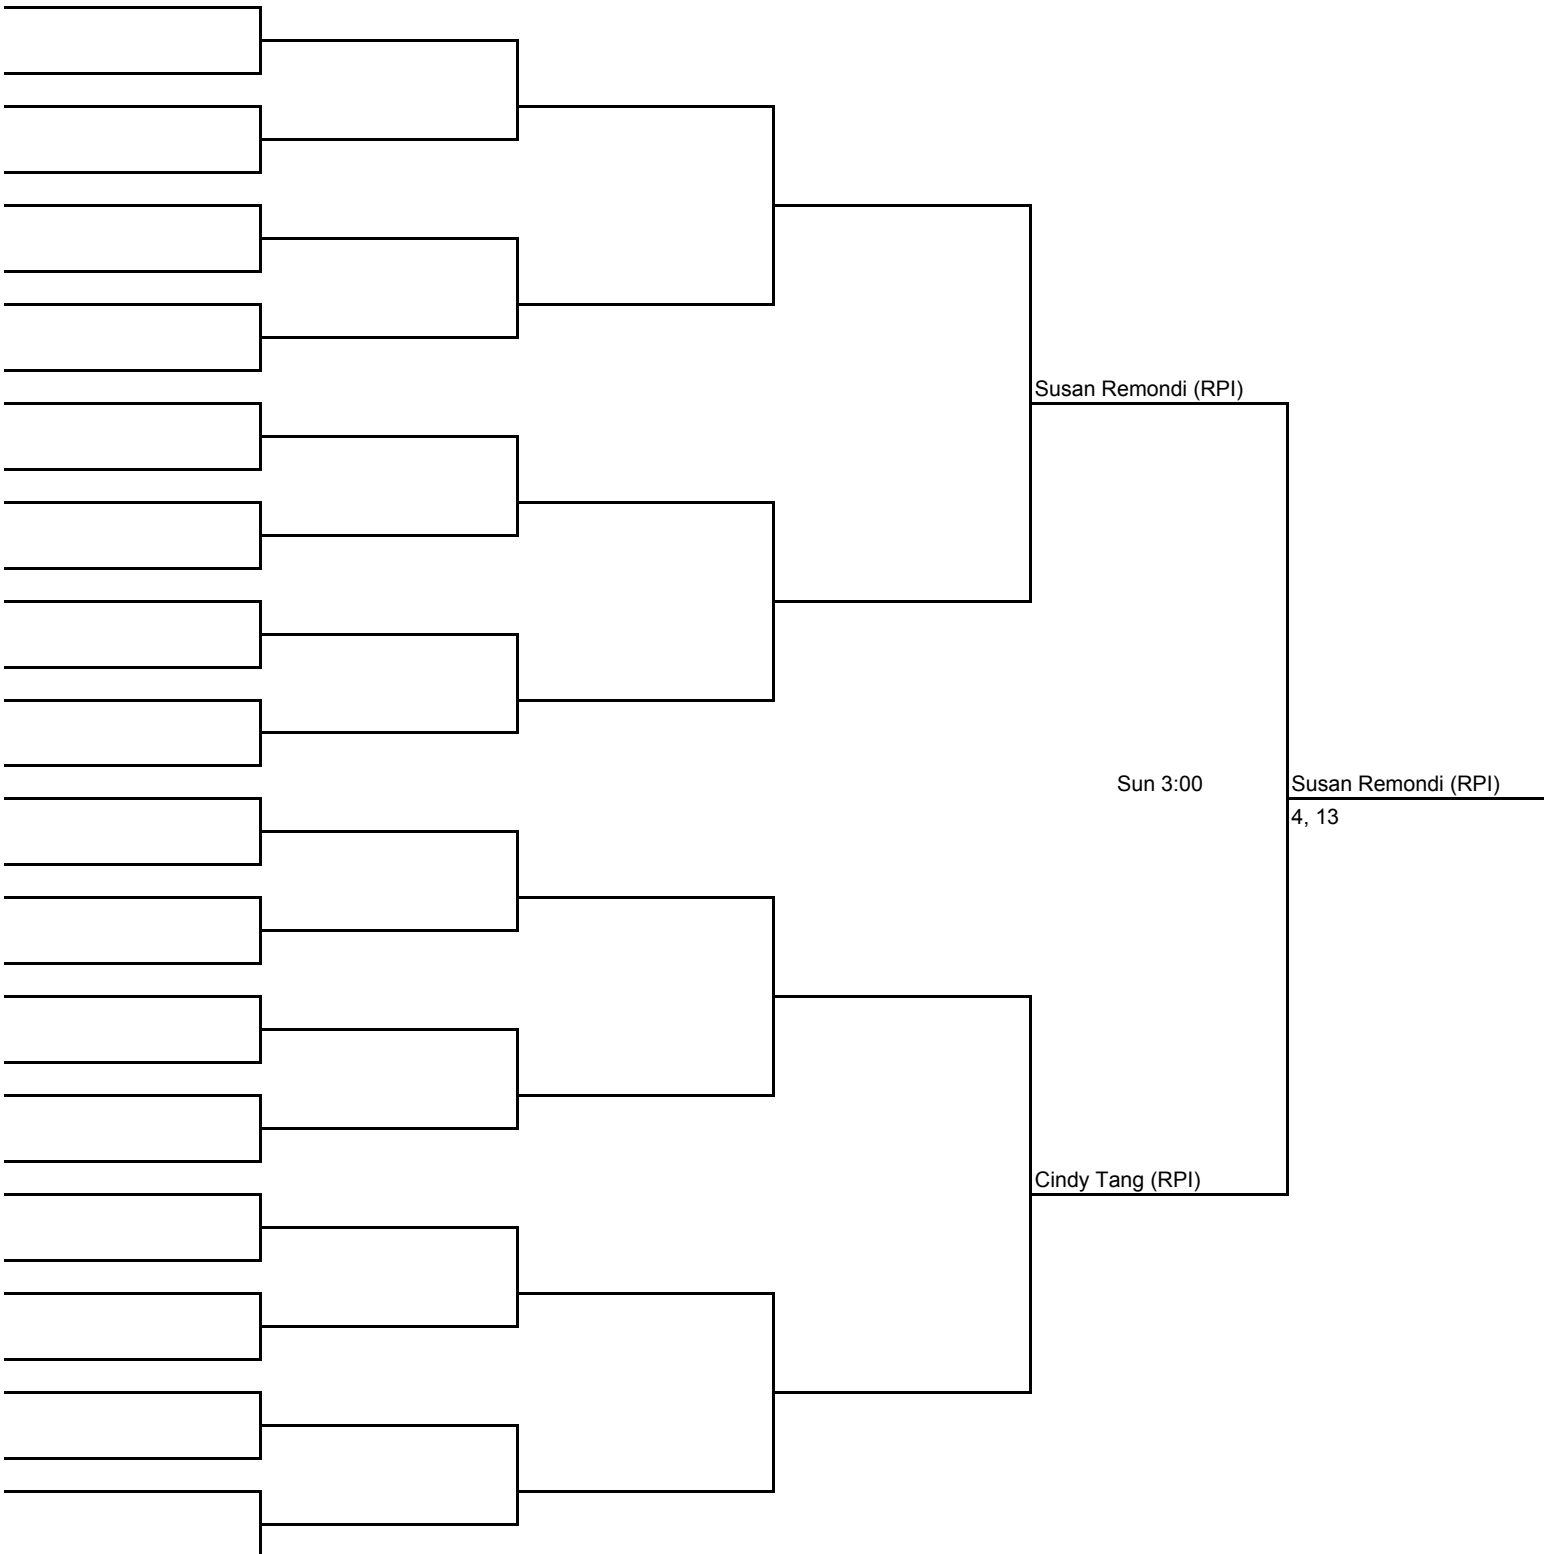 Susan Remondi (RPI)
Sun 3:00
Susan Remondi (RPI)
4, 13
Cindy Tang (RPI)